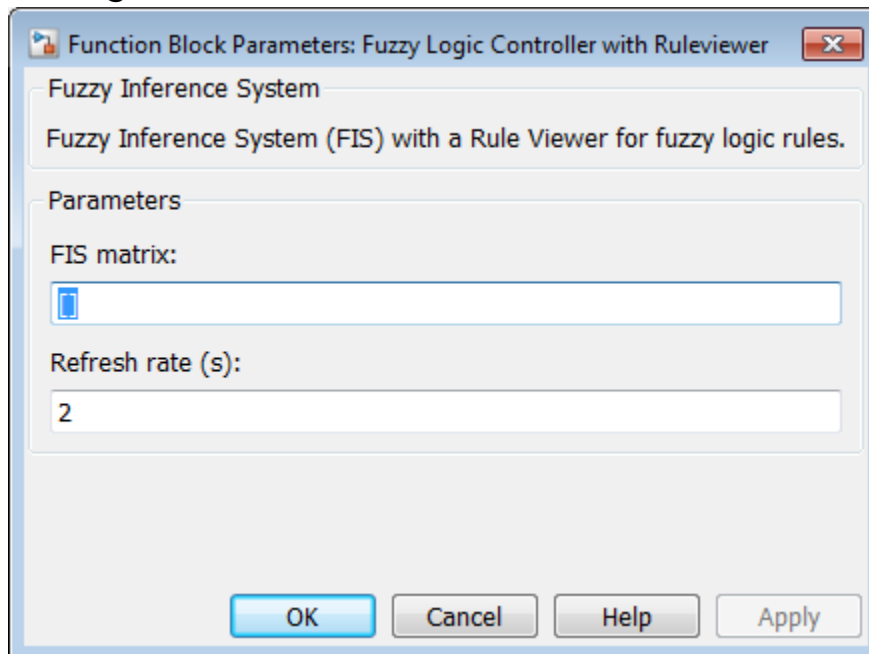 Function Block Parameters: Fuzzy Logic Controller with Ruleviewer
Fuzzy Inference System
Fuzzy Inference System (FIS) with a Rule Viewer for fuzzy logic rules.
Parameters
FIS matrix:
[]
Refresh rate (s):
2
OK Cancel Help Apply